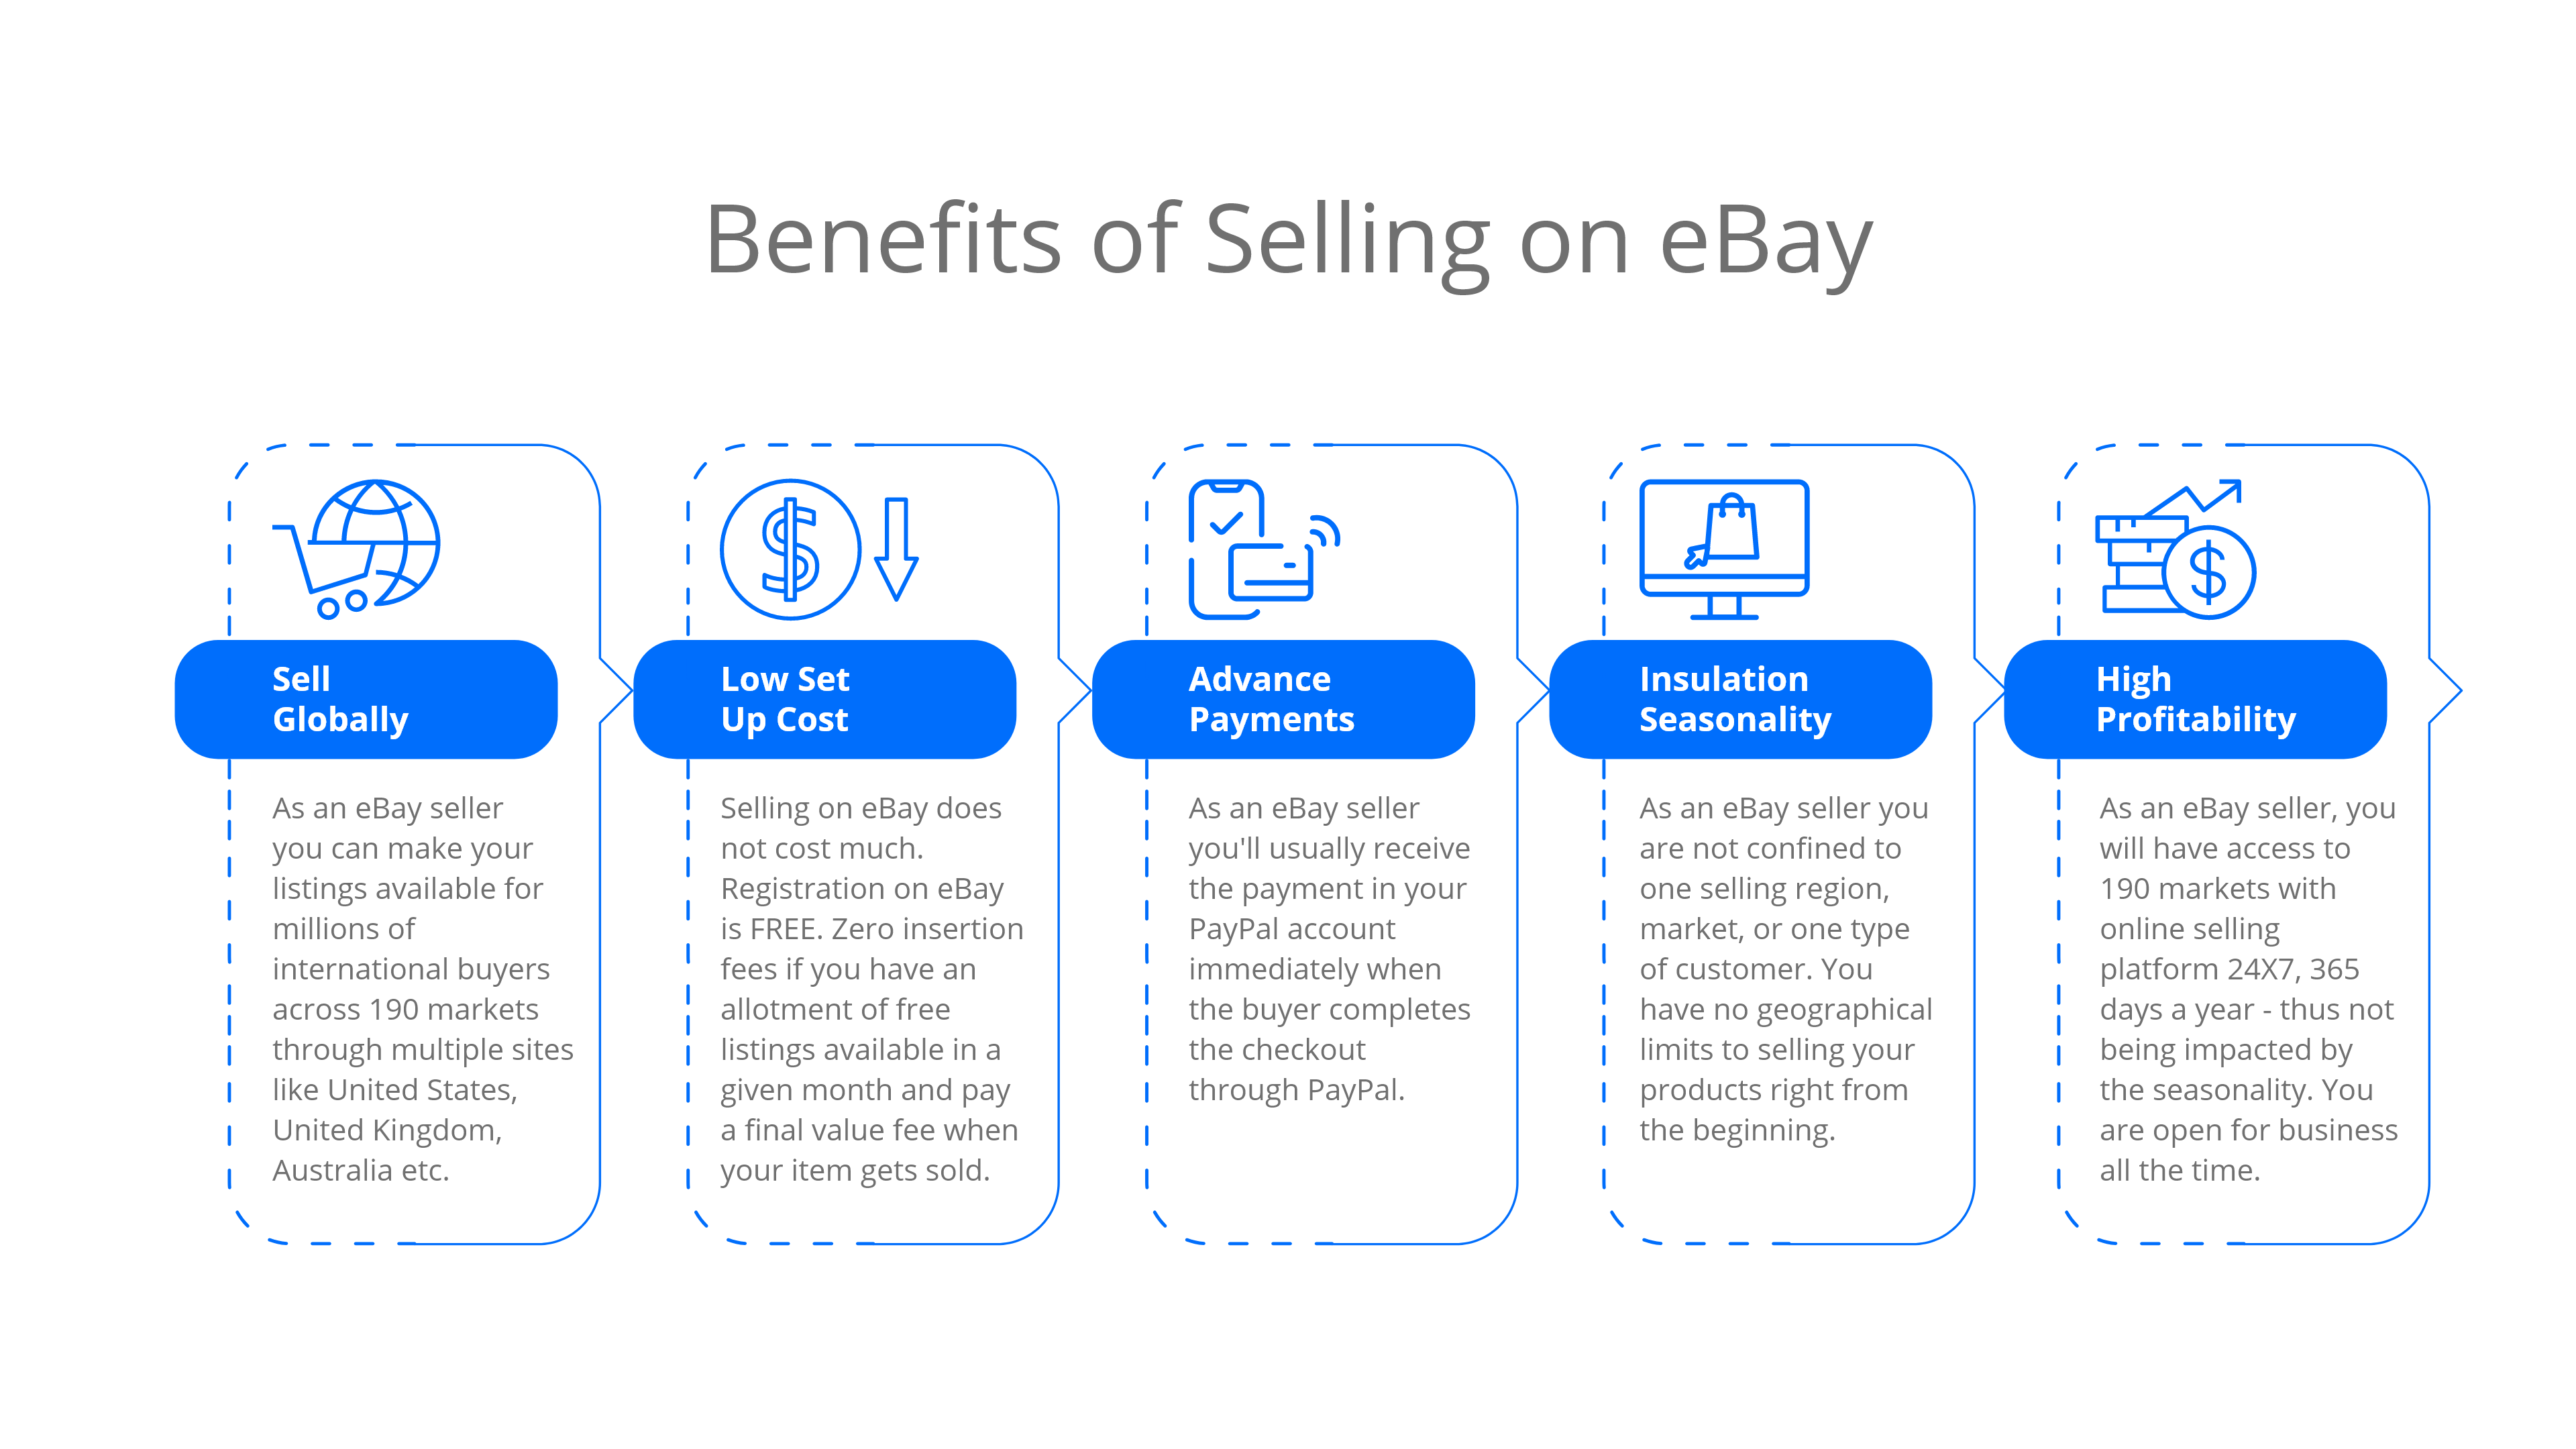 Benefits of Selling on eBay
Sell
Globally
As an eBay seller
you can make your
listings available for
millions of
international buyers
across 190 markets
through multiple sites
like United States,
United Kingdom,
Australia etc.
Low Set
Up Cost
Selling on eBay does
not cost much.
Registration on eBay
is FREE. Zero insertion
fees if you have an
allotment of free
listings available in a
given month and pay
a final value fee when
your item gets sold.
Advance
Payments
As an eBay seller
you'll usually receive
the payment in your
PayPal account
immediately when
the buyer completes
the checkout
through PayPal.
Insulation
Seasonality
As an eBay seller you
are not confined to
one selling region,
market, or one type
of customer. You
have no geographical
limits to selling your
products right from
the beginning.
High
Profitability
As an eBay seller, you
will have access to
190 markets with
online selling
platform 24X7, 365
days a year - thus not
being impacted by
the seasonality. You
are open for business
all the time.